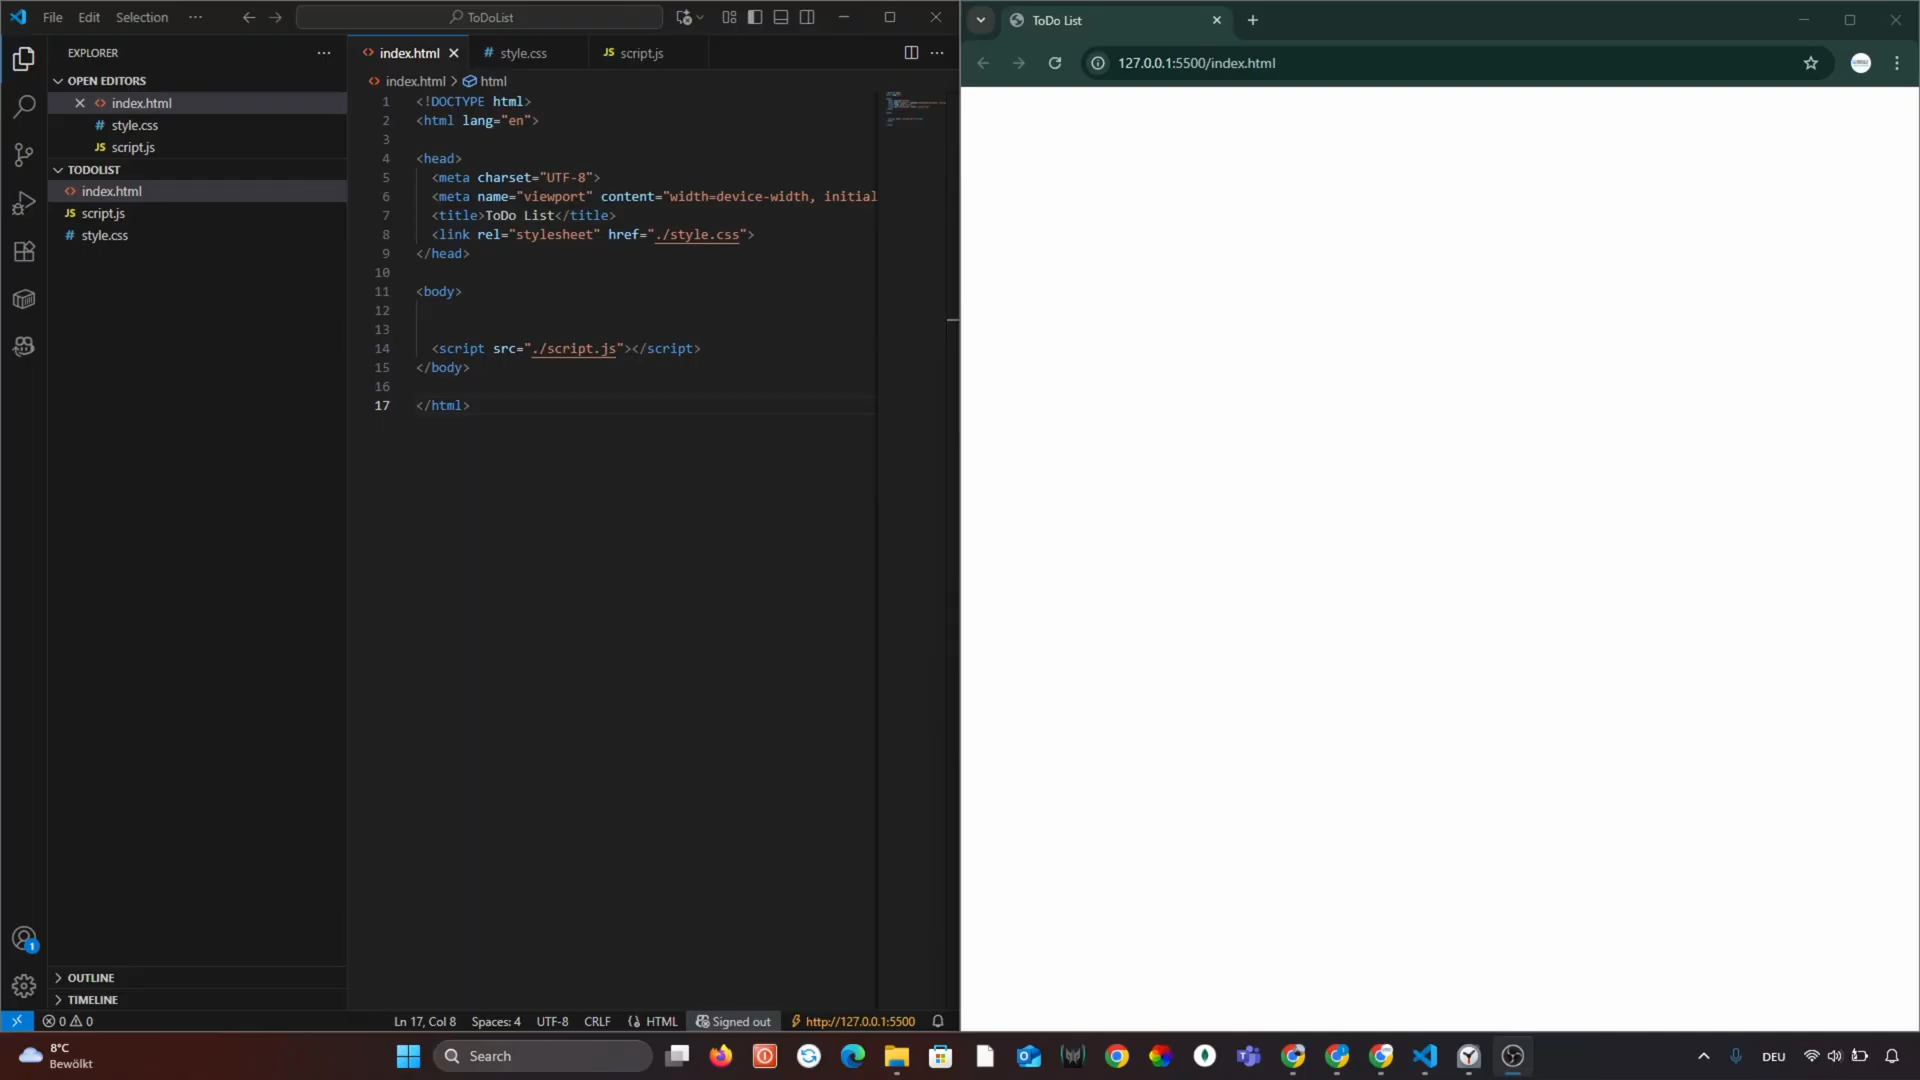 File Edit Selection ···
ToDoList
EXPLORER
OPEN EDITORS
index.html
# style.css
JS script.js
TODOLIST
index.html
JS script.js
# style.css
OUTLINE
TIMELINE
index.html
# style.css
JS script.js
index.html > html
1 <!DOCTYPE html>
2 <html lang="en">
3
4 <head>
5 <meta charset="UTF-8">
6 <meta name="viewport" content="width=device-width, initial
7 <title>ToDo List</title>
8 <link rel="stylesheet" href="./style.css">
9 </head>
10
11 <body>
12
13
14 <script src="./script.js"></script>
15 </body>
16
17 </html>
1
0 0
Ln 17, Col 8 Spaces: 4 UTF-8 CRLF HTML Signed out http://127.0.0.1:5500
ToDo List
127.0.0.1:5500/index.html
8°C
Bewölkt
Search
DEU